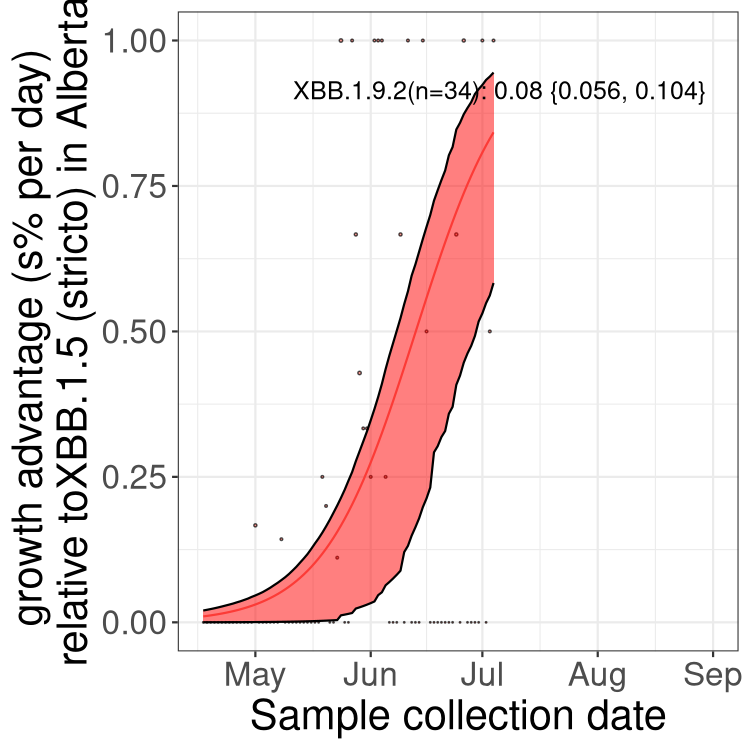 growth advantage (s% per day)
relative toXBB.1.5 (stricto) in Alberta
1.00
0.75
0.50
0.25
0.00
XBB.1.9.2(n=34): 0.08 {0.056, 0.104}
May Jun Jul Aug Sep
Sample collection date